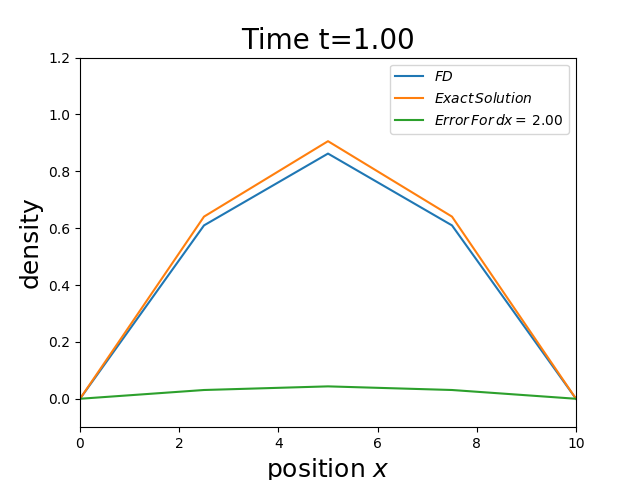 Time t=1.00
1.2
1.0
0.8
0.6
0.4
0.2
0.0
density
FD
Exact Solution
Error For dx = 2.00
0 2 4 6 8 10
position x